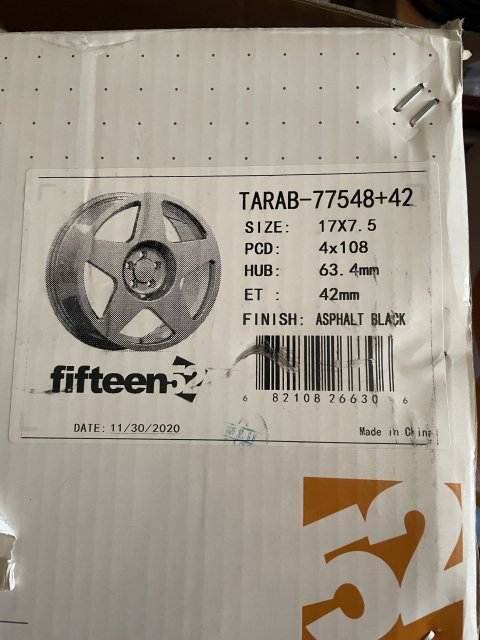 TARAB-77548+42
SIZE: 17X7.5
PCD: 4x108
HUB: 63.4mm
ET : 42mm
FINISH: ASPHALT BLACK
fifteen52
6 82108 26630 6
DATE: 11/30/2020
Made in China
52